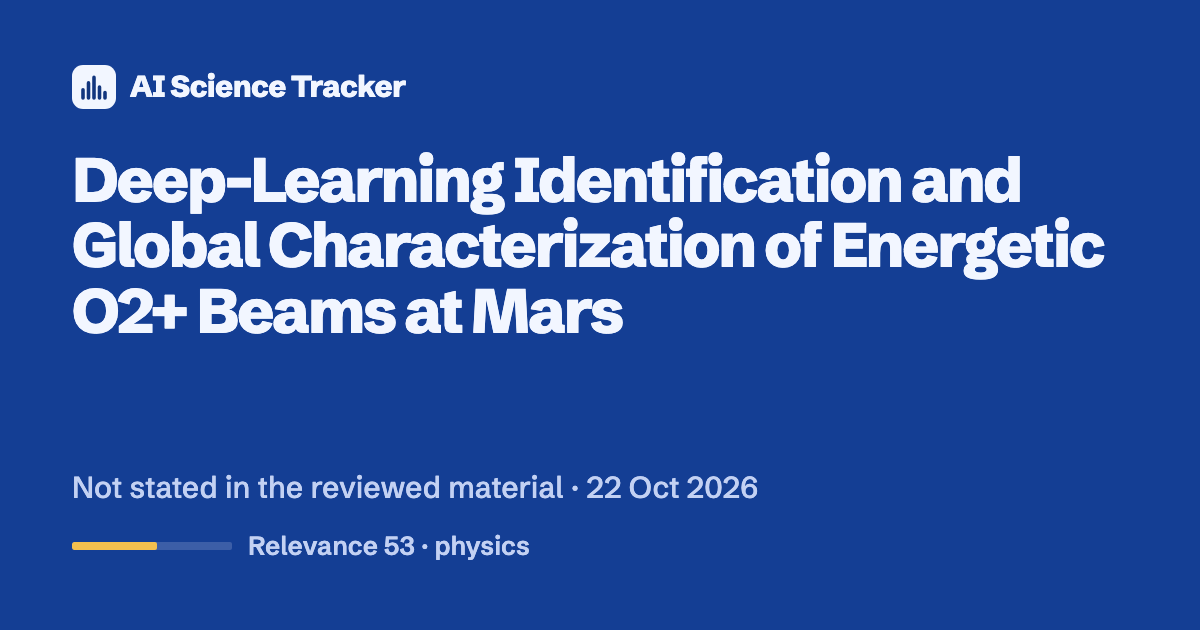 AI Science Tracker
Deep-Learning Identification and
Global Characterization of Energetic
O2+ Beams at Mars
Not stated in the reviewed material · 22 Oct 2026
Relevance 53 · physics